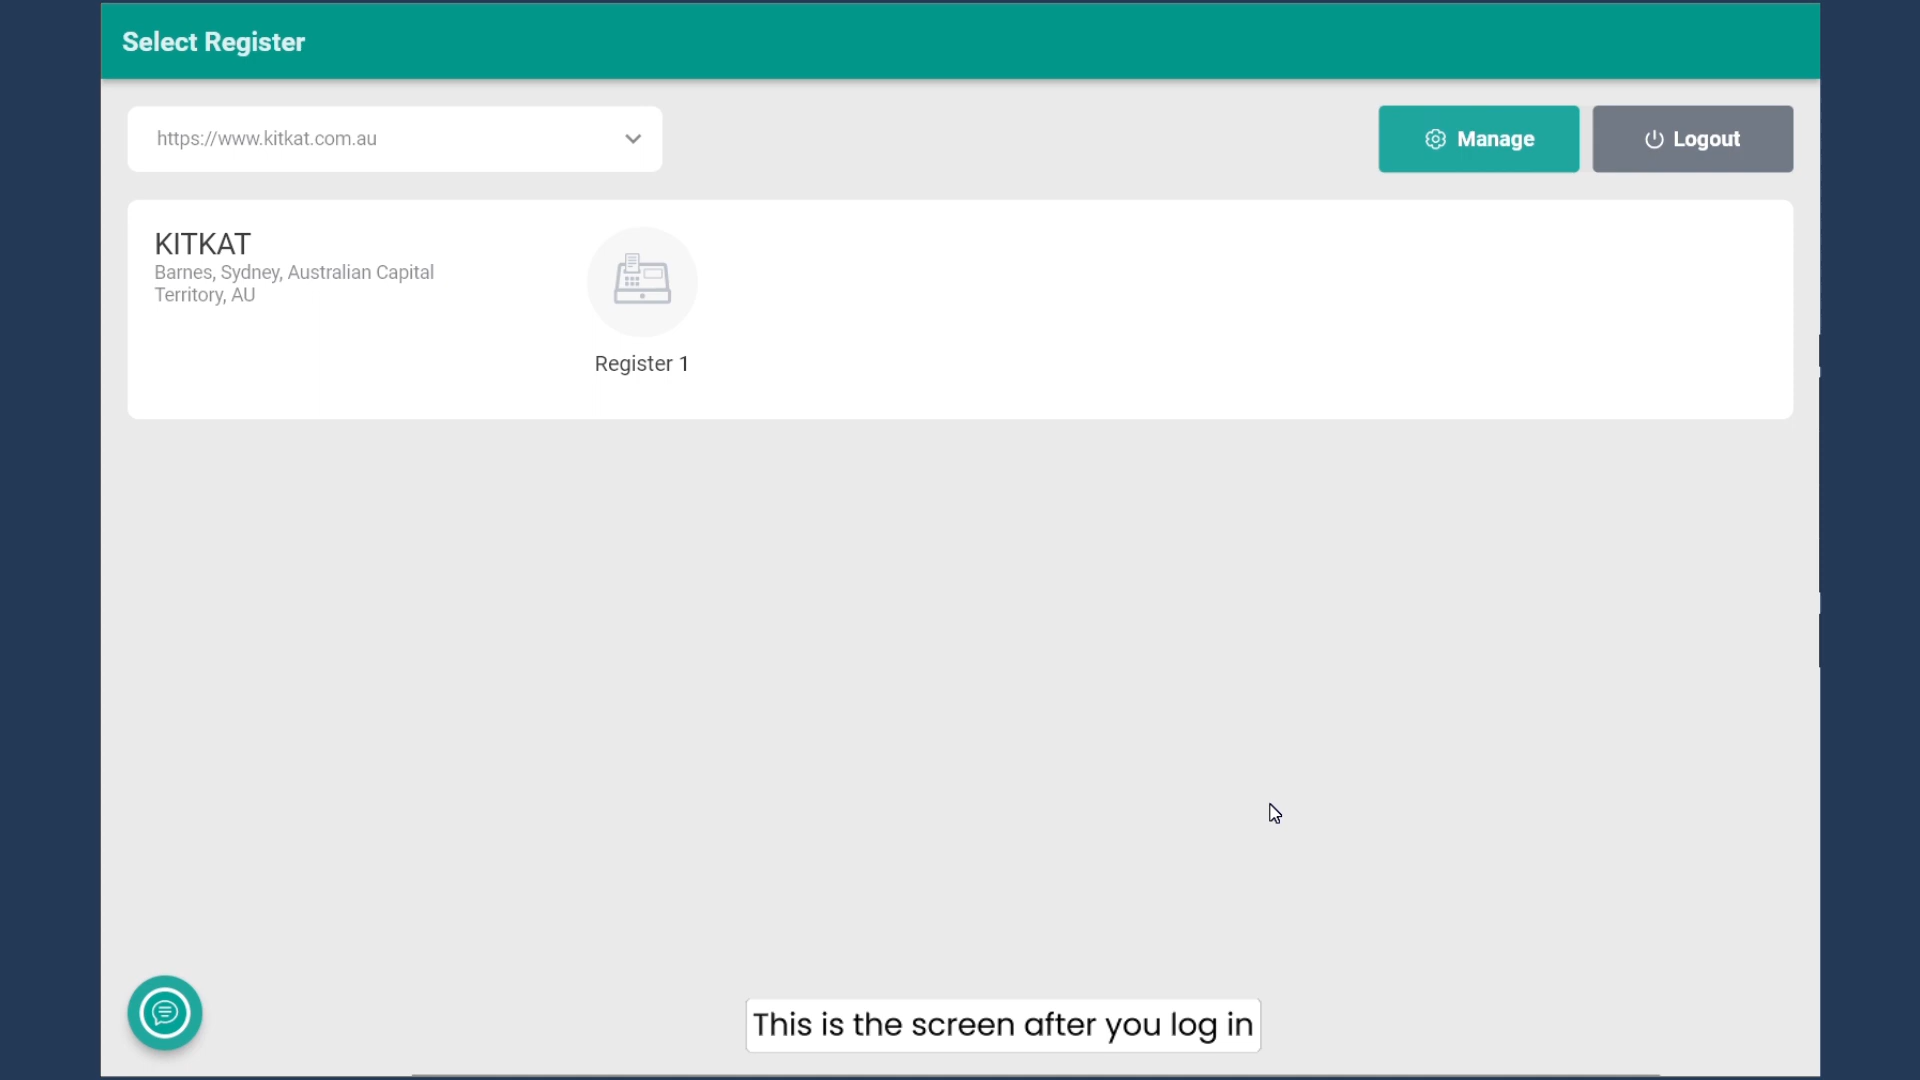 Select Register
https://www.kitkat.com.au
Manage
Logout
KITKAT
Barnes, Sydney, Australian Capital
Territory, AU
Register 1
This is the screen after you log in